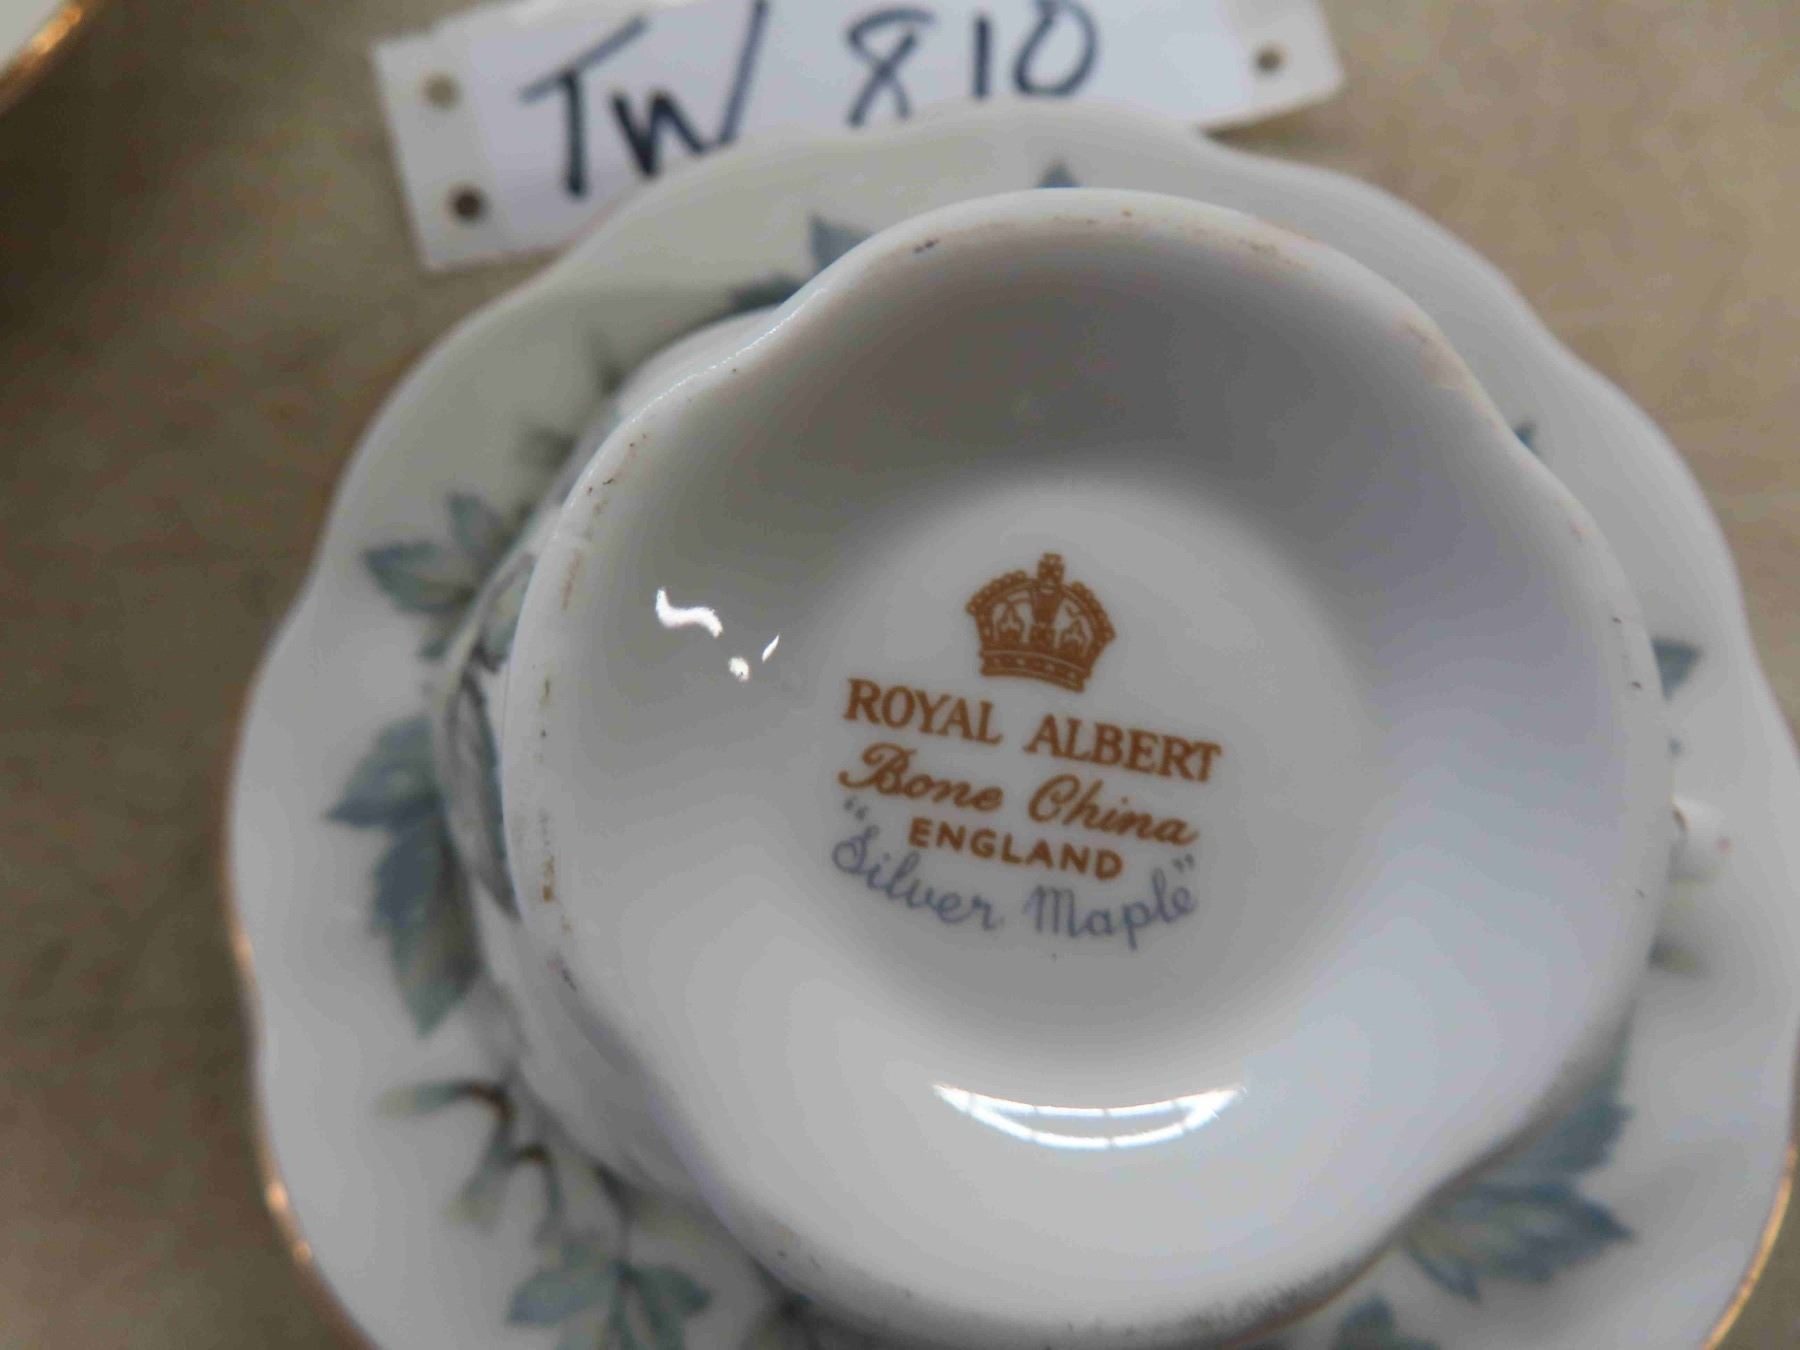 TW 810
ROYAL ALBERT
Bone China
ENGLAND
"Silver Maple"